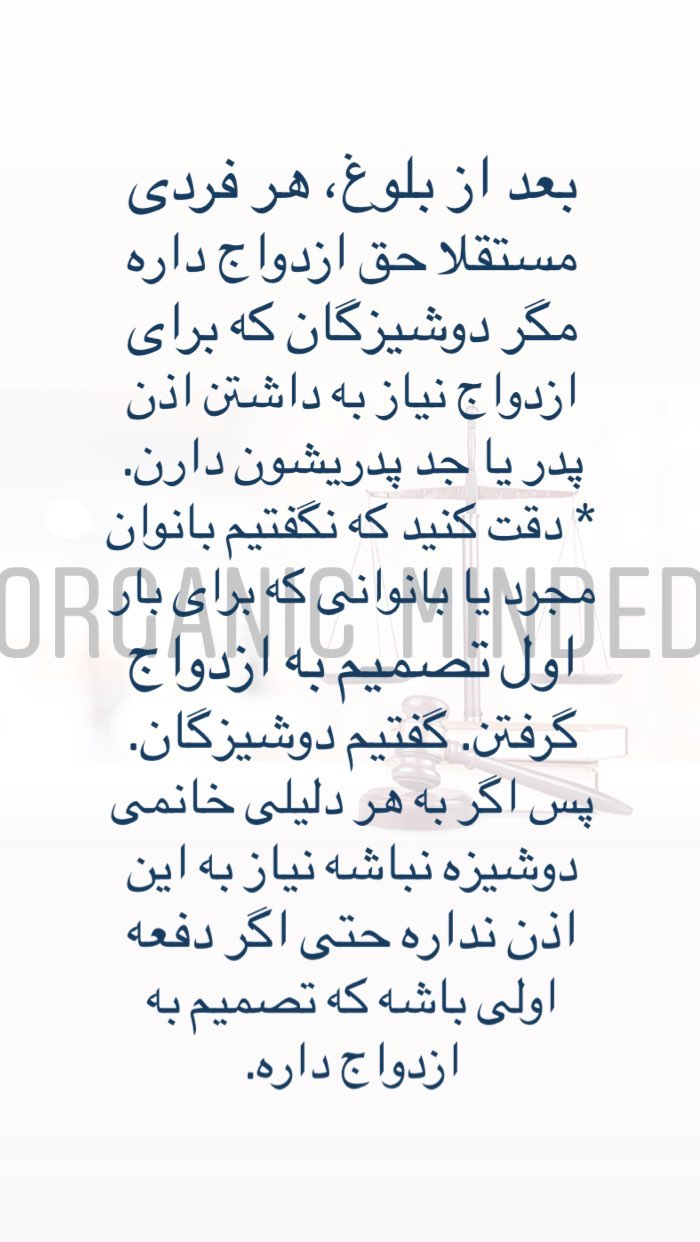 بعد از بلوغ، هر فردی
مستقلا حق ازدواج داره
مگر دوشیزگان که برای
ازدواج نیاز به داشتن اذن
پدر یا جد پدریشون دارن.
* دقت کنید که نگفتیم بانوان
مجرد یا بانوانی که برای بار
اول تصمیم به ازدواج
گرفتن. گفتیم دوشیزگان.
پس اگر به هر دلیلی خانمی
دوشیزه نباشه نیاز به این
اذن نداره حتی اگر دفعه
اولی باشه که تصمیم به
ازدواج داره.
ORGANIC MINDED